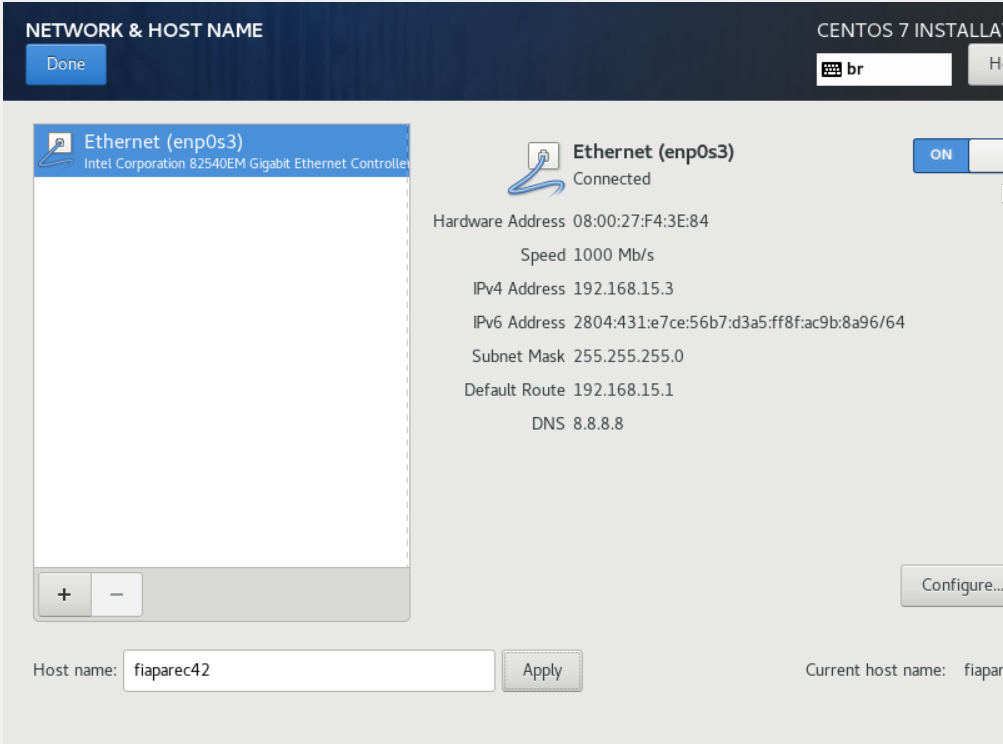 NETWORK & HOST NAME
CENTOS 7 INSTALLAT
Done
br
H
Ethernet (enp0s3)
Intel Corporation 82540EM Gigabit Ethernet Controller
Ethernet (enp0s3)
Connected
ON
Hardware Address 08:00:27:F4:3E:84
Speed 1000 Mb/s
IPv4 Address 192.168.15.3
IPv6 Address 2804:431:e7ce:56b7:d3a5:ff8f:ac9b:8a96/64
Subnet Mask 255.255.255.0
Default Route 192.168.15.1
DNS 8.8.8.8
+ −
Configure...
Host name: fiaparec42 Apply
Current host name: fiapar